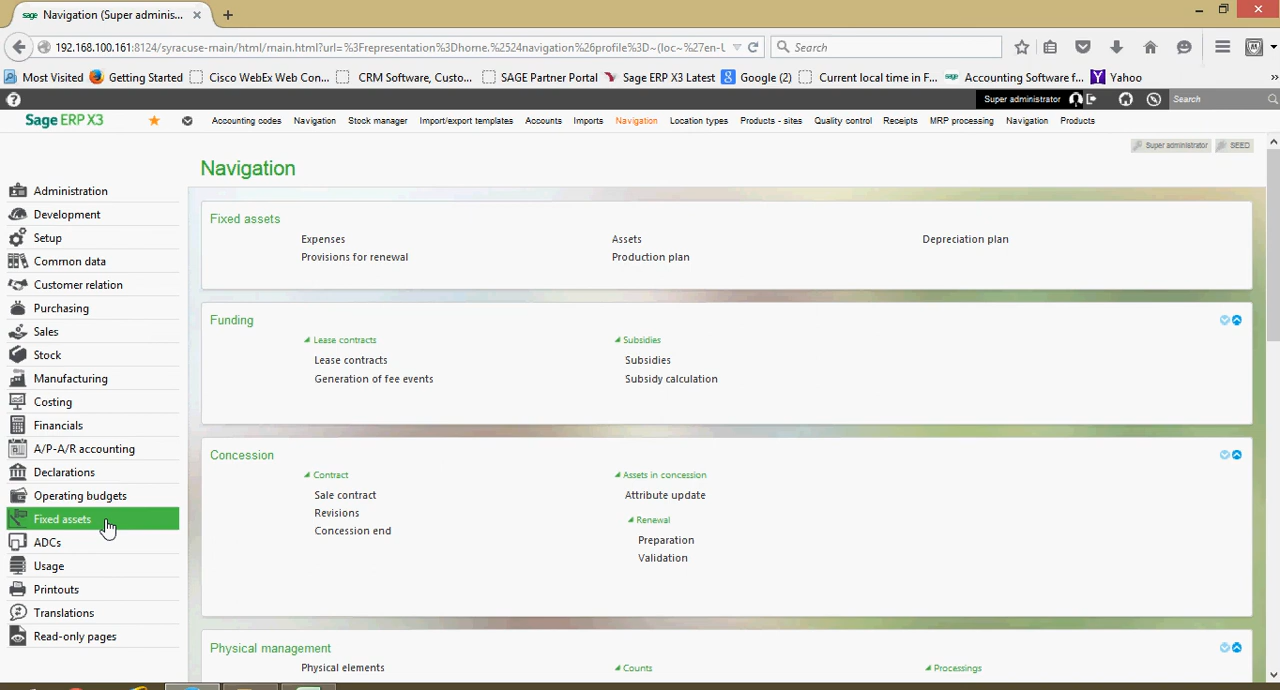 sage Navigation (Super adminis...
192.168.100.161:8124/syracuse-main/html/main.html?url=%3Frepresentation%3Dhome.%2524navigation%26profile%3D~(loc~%27en-U
Search
Most Visited Getting Started Cisco WebEx Web Con... CRM Software, Custo... SAGE Partner Portal Sage ERP X3 Latest Google (2) Current local time in F... sage Accounting Software f... Yahoo
Super administrator Search
Sage ERP X3 Accounting codes Navigation Stock manager Import/export templates Accounts Imports Navigation Location types Products - sites Quality control Receipts MRP processing Navigation Products
Super administrator SEED
Navigation
Administration
Development
Setup
Common data
Customer relation
Purchasing
Sales
Stock
Manufacturing
Costing
Financials
A/P-A/R accounting
Declarations
Operating budgets
Fixed assets
ADCs
Usage
Printouts
Translations
Read-only pages
Fixed assets
Expenses Assets Depreciation plan
Provisions for renewal Production plan
Funding
Lease contracts Subsidies
Lease contracts Subsidies
Generation of fee events Subsidy calculation
Concession
Contract Assets in concession
Sale contract Attribute update
Revisions Renewal
Concession end Preparation
Validation
Physical management
Physical elements Counts Processings